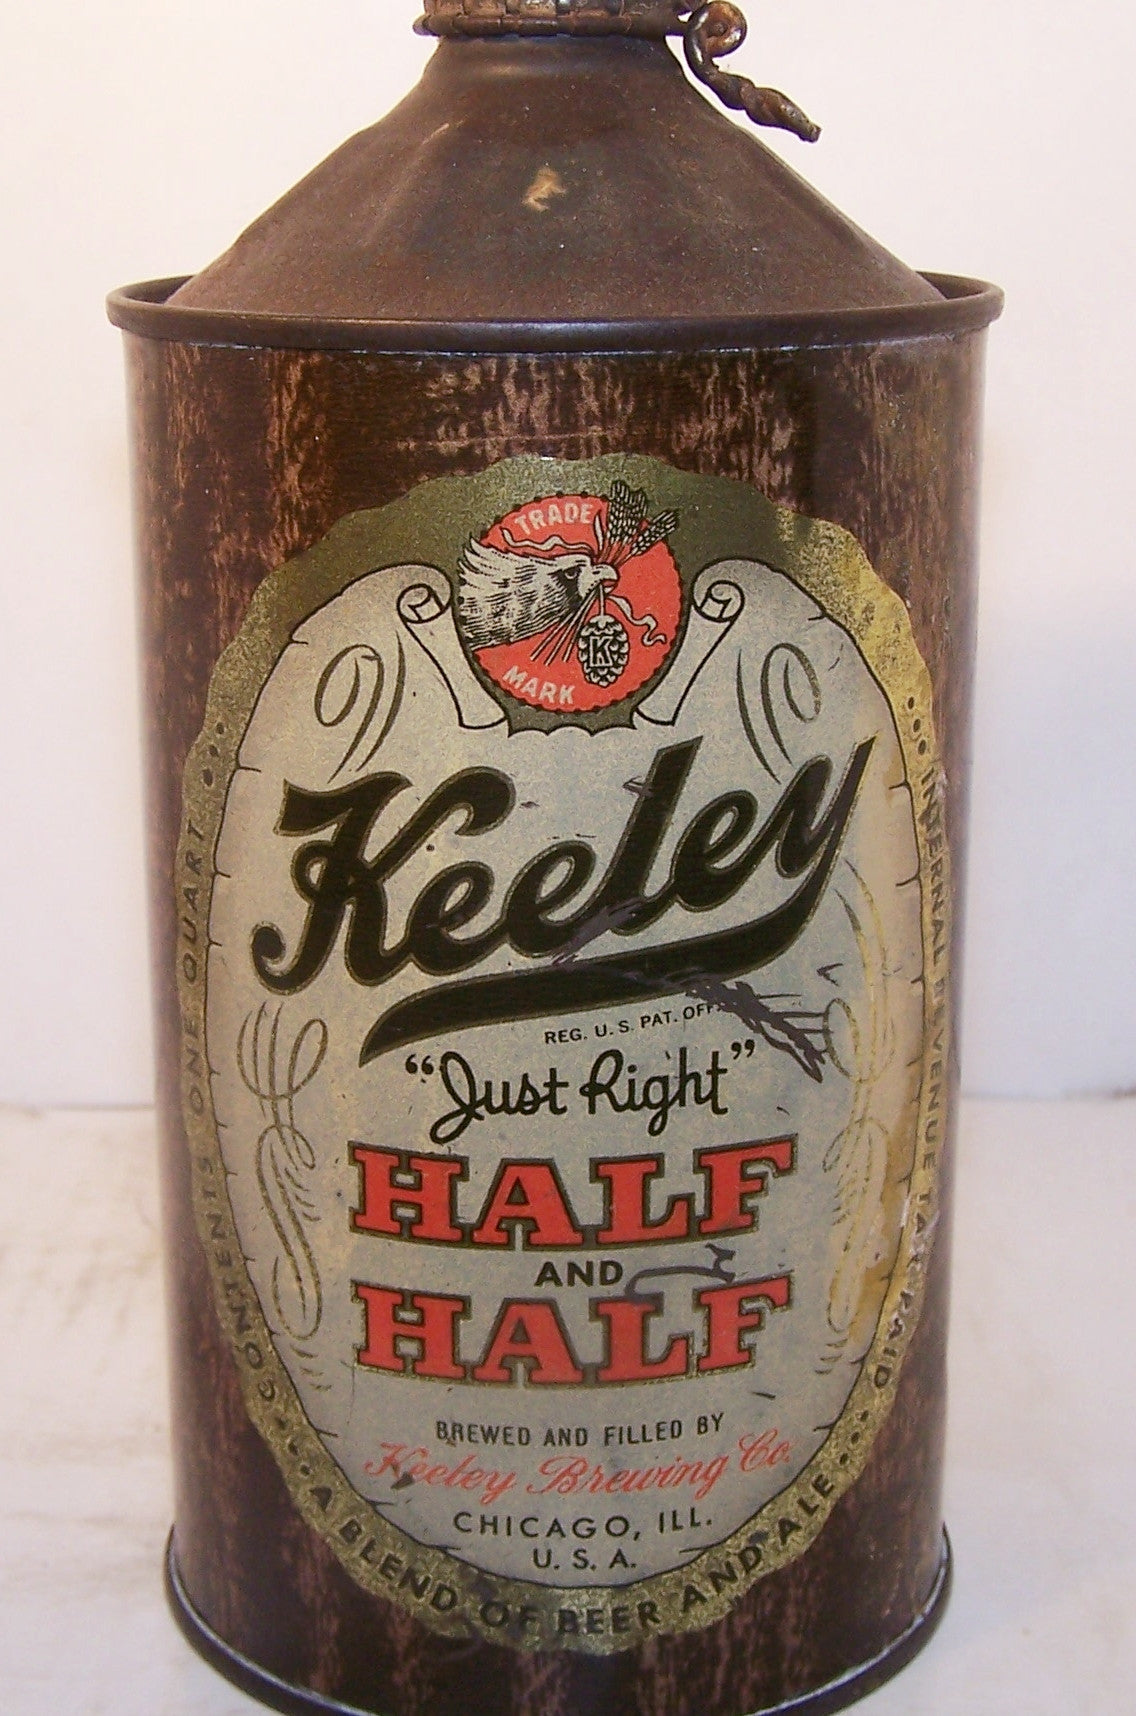 TRADE
MARK
K
Keeley
REG. U. S. PAT. OFF.
“Just Right”
HALF
AND
HALF
BREWED AND FILLED BY
Keeley Brewing Co.
CHICAGO, ILL.
U. S. A.
CONTENTS ONE QUART
A BLEND OF BEER AND ALE
INTERNAL REVENUE TAX PAID